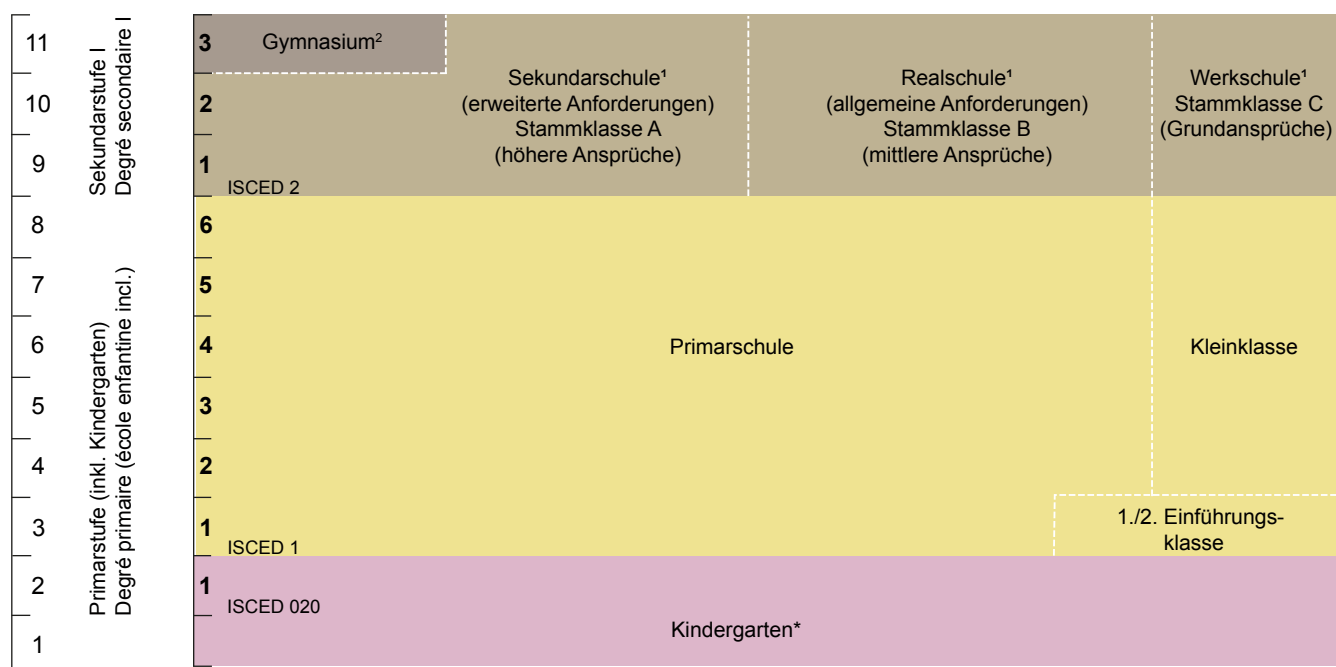 11
10
9
8
7
6
5
4
3
2
1
Sekundarstufe I
Degré secondaire I
Primarstufe (inkl. Kindergarten)
Degré primaire (école enfantine incl.)
3
2
1
6
5
4
3
2
1
1
Gymnasium²
Sekundarschule¹
(erweiterte Anforderungen)
Stammklasse A
(höhere Ansprüche)
Realschule¹
(allgemeine Anforderungen)
Stammklasse B
(mittlere Ansprüche)
Werkschule¹
Stammklasse C
(Grundansprüche)
ISCED 2
Primarschule
Kleinklasse
1./2. Einführungs-
klasse
ISCED 1
ISCED 020
Kindergarten*